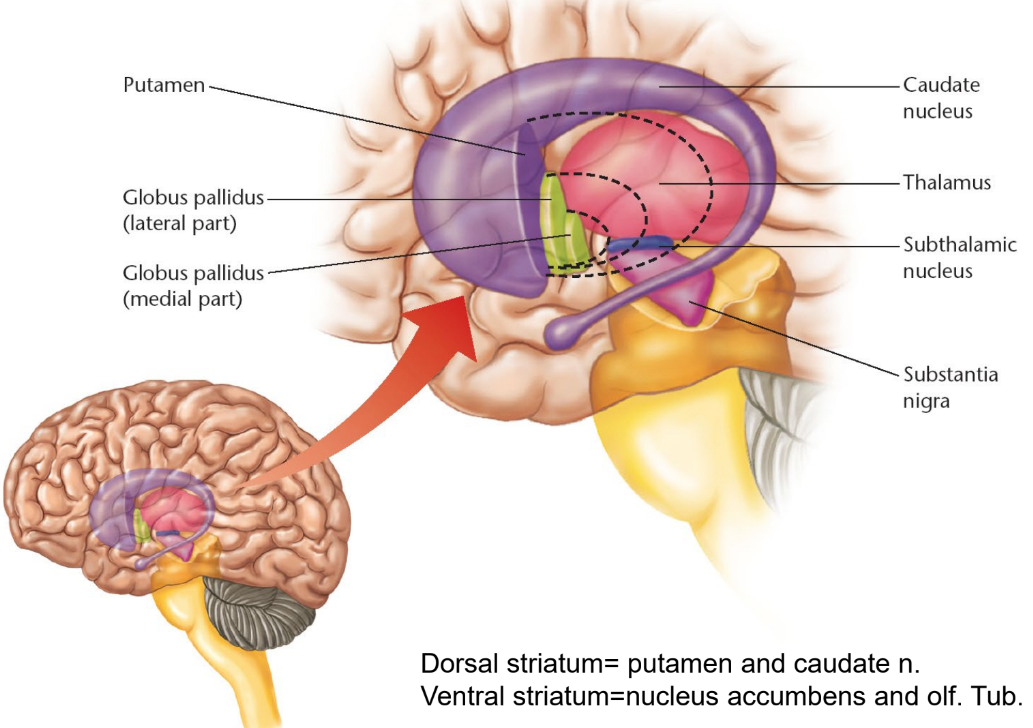 Putamen
Globus pallidus
(lateral part)
Globus pallidus
(medial part)
Caudate
nucleus
Thalamus
Subthalamic
nucleus
Substantia
nigra
Dorsal striatum= putamen and caudate n.
Ventral striatum=nucleus accumbens and olf. Tub.